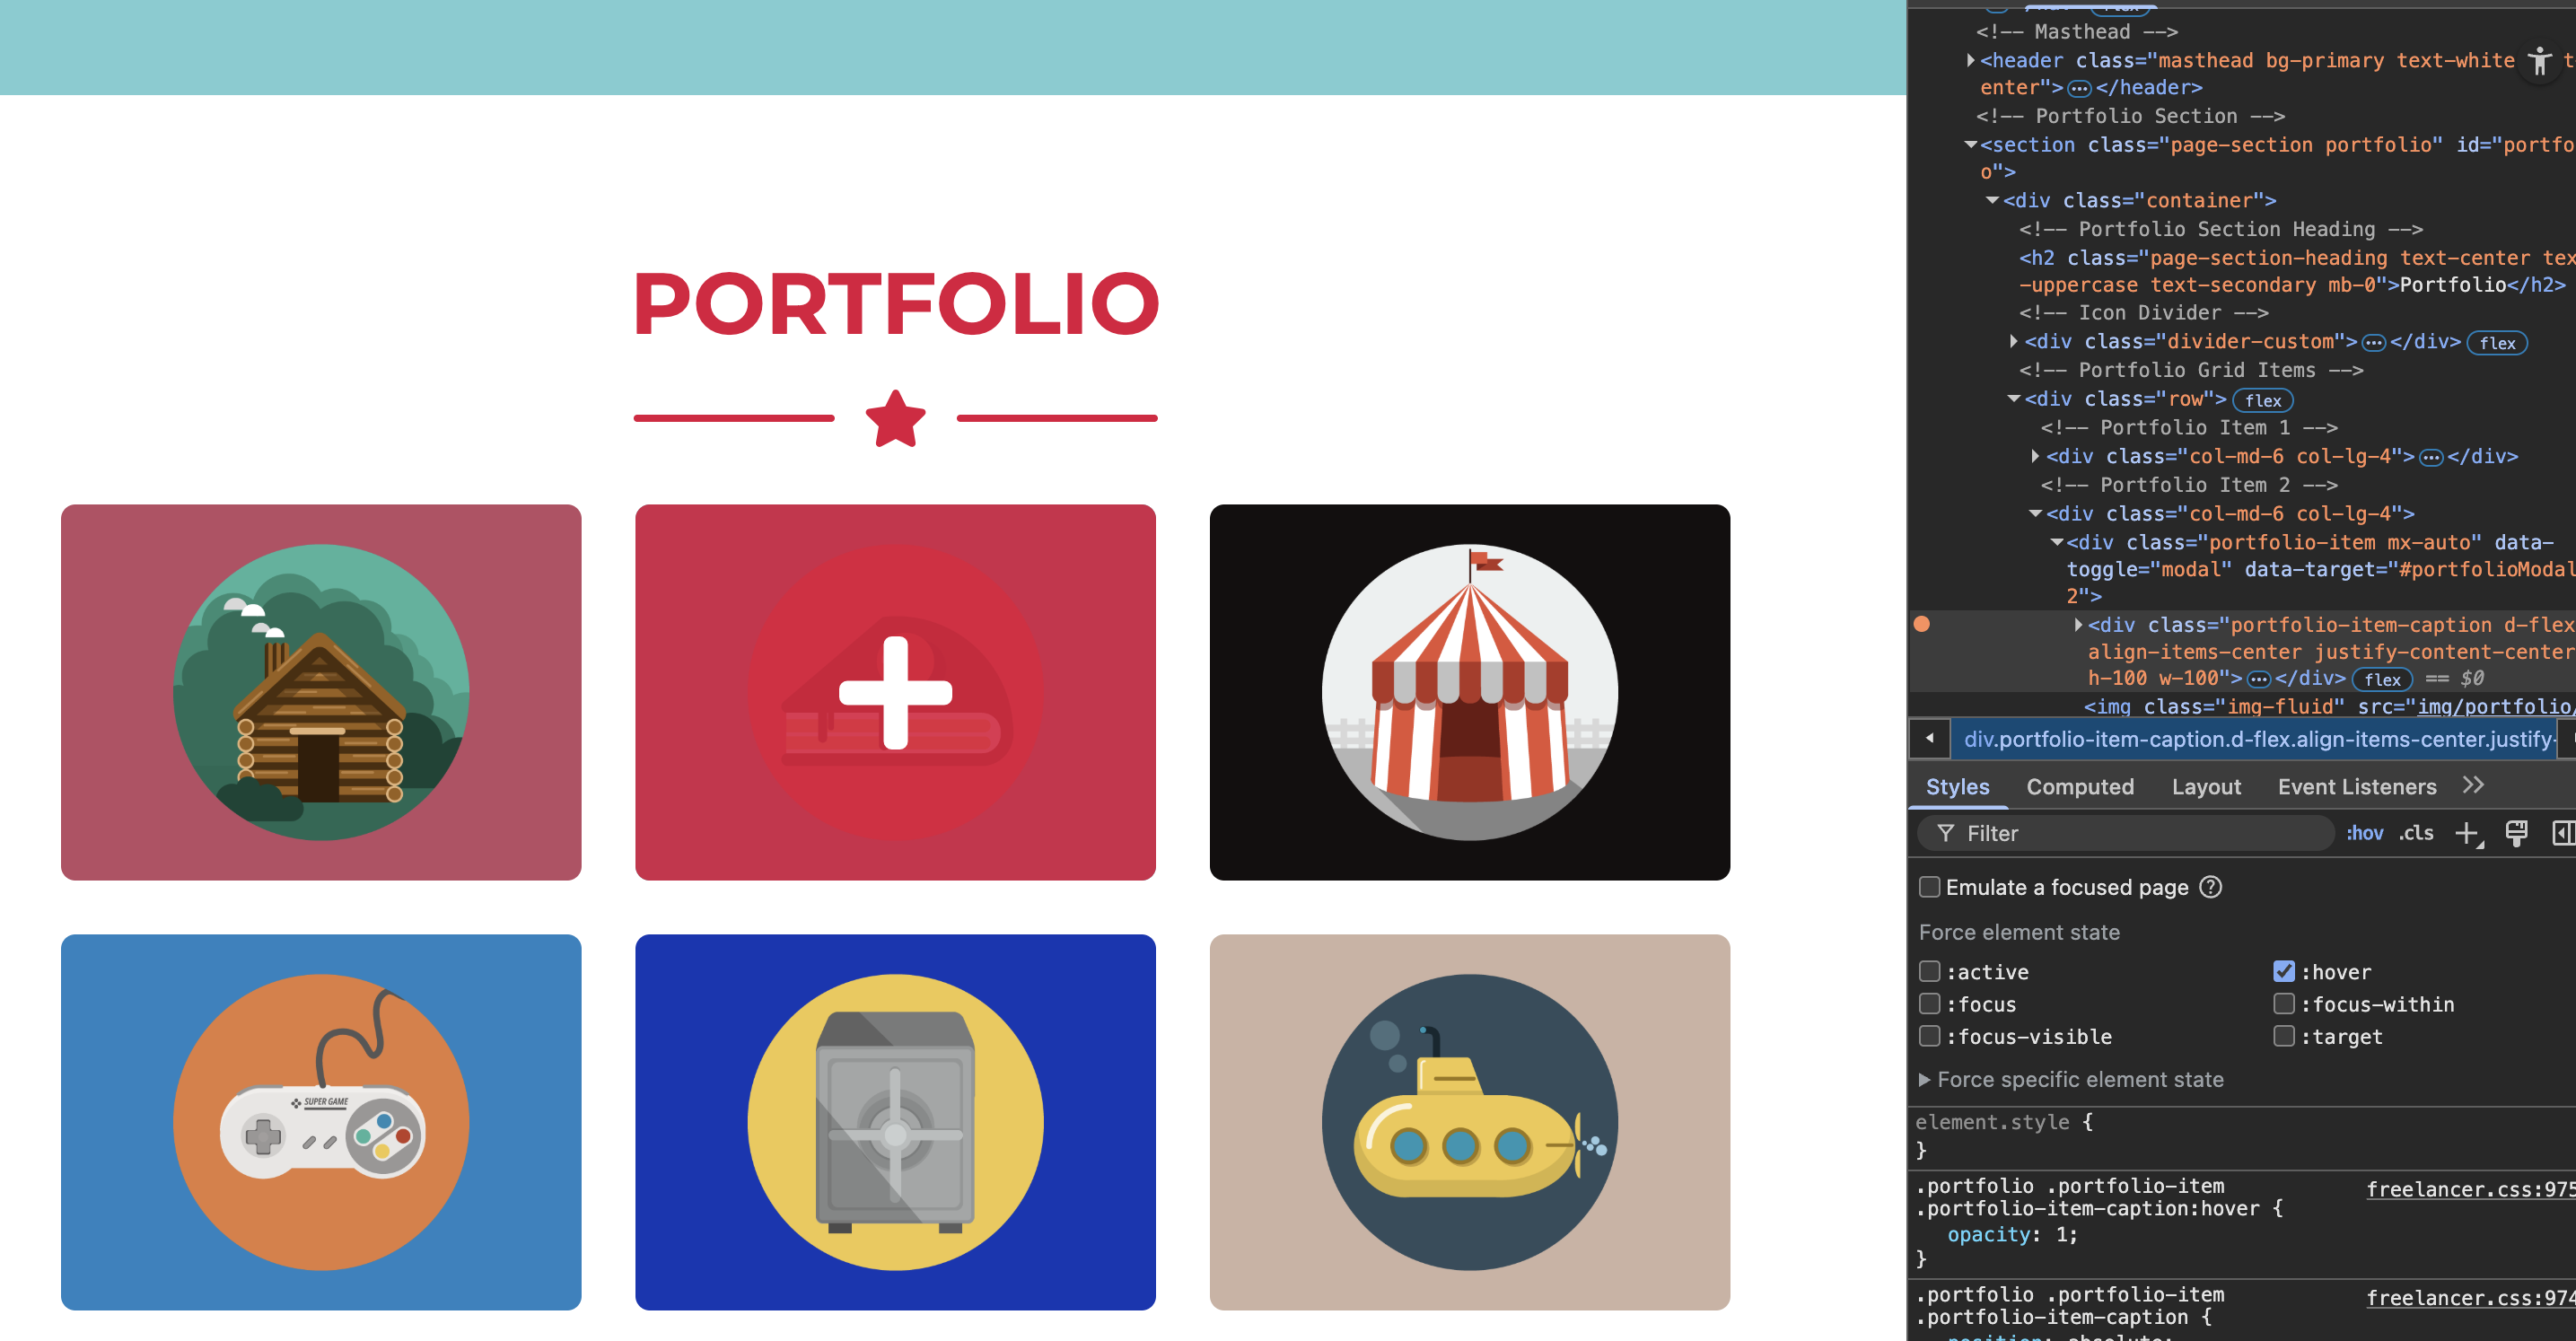 PORTFOLIO
SUPER GAME
flex
<!-- Masthead -->
<header class="masthead bg-primary text-white t
enter">…</header>
<!-- Portfolio Section -->
<section class="page-section portfolio" id="portfo
o">
<div class="container">
<!-- Portfolio Section Heading -->
<h2 class="page-section-heading text-center tex
-uppercase text-secondary mb-0">Portfolio</h2>
<!-- Icon Divider -->
<div class="divider-custom">…</div> flex
<!-- Portfolio Grid Items -->
<div class="row"> flex
<!-- Portfolio Item 1 -->
<div class="col-md-6 col-lg-4">…</div>
<!-- Portfolio Item 2 -->
<div class="col-md-6 col-lg-4">
<div class="portfolio-item mx-auto" data-
toggle="modal" data-target="#portfolioModal
2">
<div class="portfolio-item-caption d-flex
align-items-center justify-content-center
h-100 w-100">…</div> flex == $0
<img class="img-fluid" src="img/portfolio/
div.portfolio-item-caption.d-flex.align-items-center.justify-
Styles Computed Layout Event Listeners
Filter :hov .cls
Emulate a focused page ?
Force element state
:active :hover
:focus :focus-within
:focus-visible :target
Force specific element state
element.style {
}
.portfolio .portfolio-item freelancer.css:975
.portfolio-item-caption:hover {
opacity: 1;
}
.portfolio .portfolio-item freelancer.css:974
.portfolio-item-caption {
position: absolute;